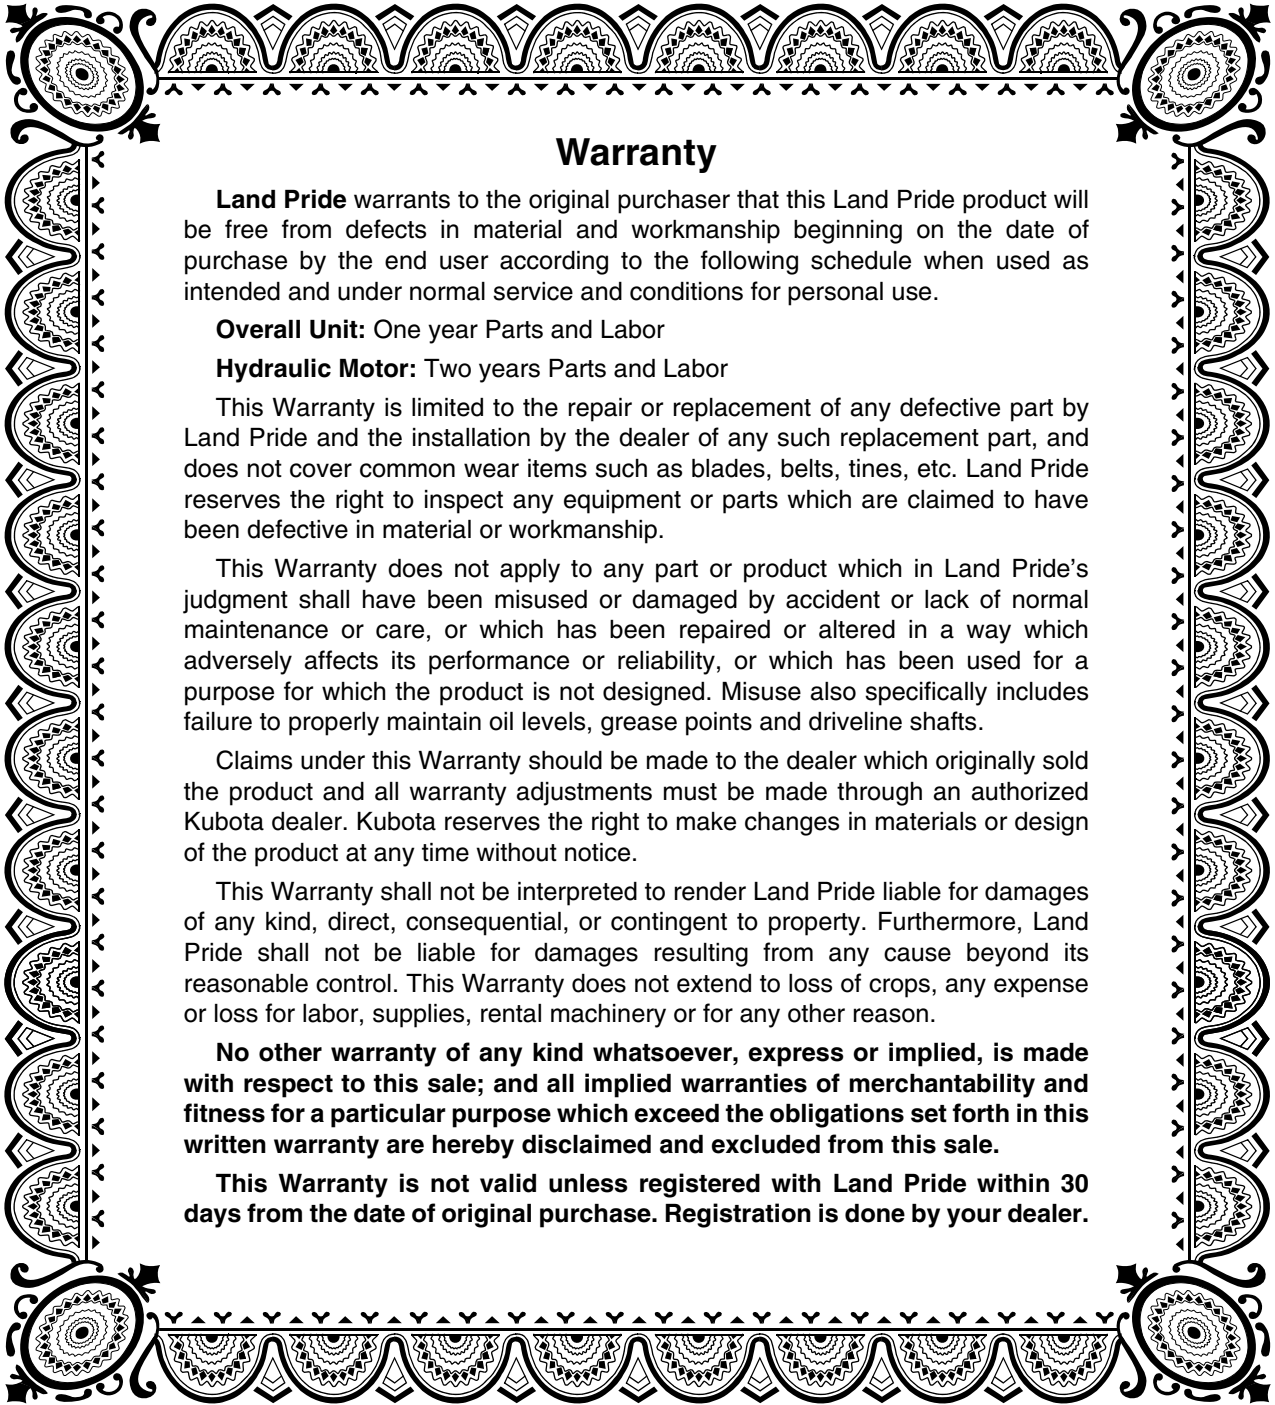 Warranty
Land Pride warrants to the original purchaser that this Land Pride product will
be free from defects in material and workmanship beginning on the date of
purchase by the end user according to the following schedule when used as
intended and under normal service and conditions for personal use.
Overall Unit: One year Parts and Labor
Hydraulic Motor: Two years Parts and Labor
This Warranty is limited to the repair or replacement of any defective part by
Land Pride and the installation by the dealer of any such replacement part, and
does not cover common wear items such as blades, belts, tines, etc. Land Pride
reserves the right to inspect any equipment or parts which are claimed to have
been defective in material or workmanship.
This Warranty does not apply to any part or product which in Land Pride's
judgment shall have been misused or damaged by accident or lack of normal
maintenance or care, or which has been repaired or altered in a way which
adversely affects its performance or reliability, or which has been used for a
purpose for which the product is not designed. Misuse also specifically includes
failure to properly maintain oil levels, grease points and driveline shafts.
Claims under this Warranty should be made to the dealer which originally sold
the product and all warranty adjustments must be made through an authorized
Kubota dealer. Kubota reserves the right to make changes in materials or design
of the product at any time without notice.
This Warranty shall not be interpreted to render Land Pride liable for damages
of any kind, direct, consequential, or contingent to property. Furthermore, Land
Pride shall not be liable for damages resulting from any cause beyond its
reasonable control. This Warranty does not extend to loss of crops, any expense
or loss for labor, supplies, rental machinery or for any other reason.
No other warranty of any kind whatsoever, express or implied, is made
with respect to this sale; and all implied warranties of merchantability and
fitness for a particular purpose which exceed the obligations set forth in this
written warranty are hereby disclaimed and excluded from this sale.
This Warranty is not valid unless registered with Land Pride within 30
days from the date of original purchase. Registration is done by your dealer.